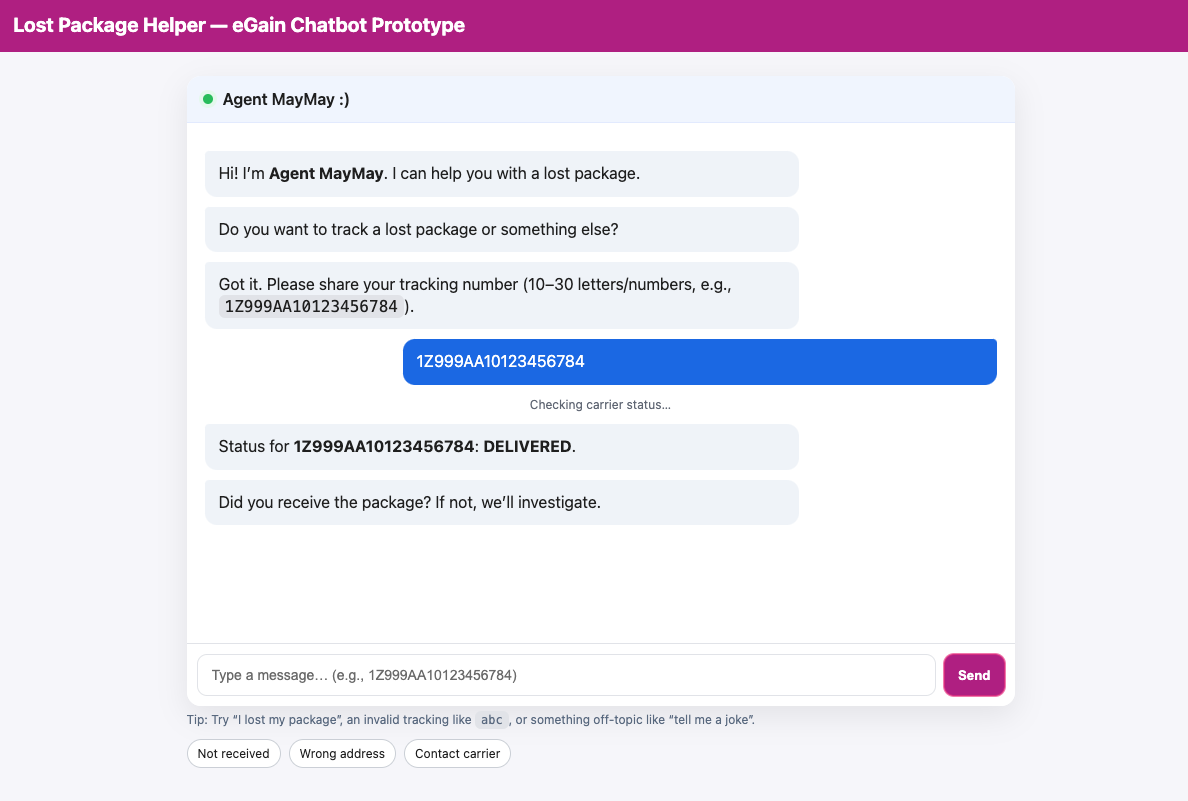 Lost Package Helper — eGain Chatbot Prototype
Agent MayMay :)
Hi! I’m Agent MayMay. I can help you with a lost package.
Do you want to track a lost package or something else?
Got it. Please share your tracking number (10–30 letters/numbers, e.g.,
1Z999AA10123456784 ).
1Z999AA10123456784
Checking carrier status…
Status for 1Z999AA10123456784: DELIVERED.
Did you receive the package? If not, we’ll investigate.
Type a message… (e.g., 1Z999AA10123456784)
Send
Tip: Try “I lost my package”, an invalid tracking like abc , or something off-topic like “tell me a joke”.
Not received
Wrong address
Contact carrier